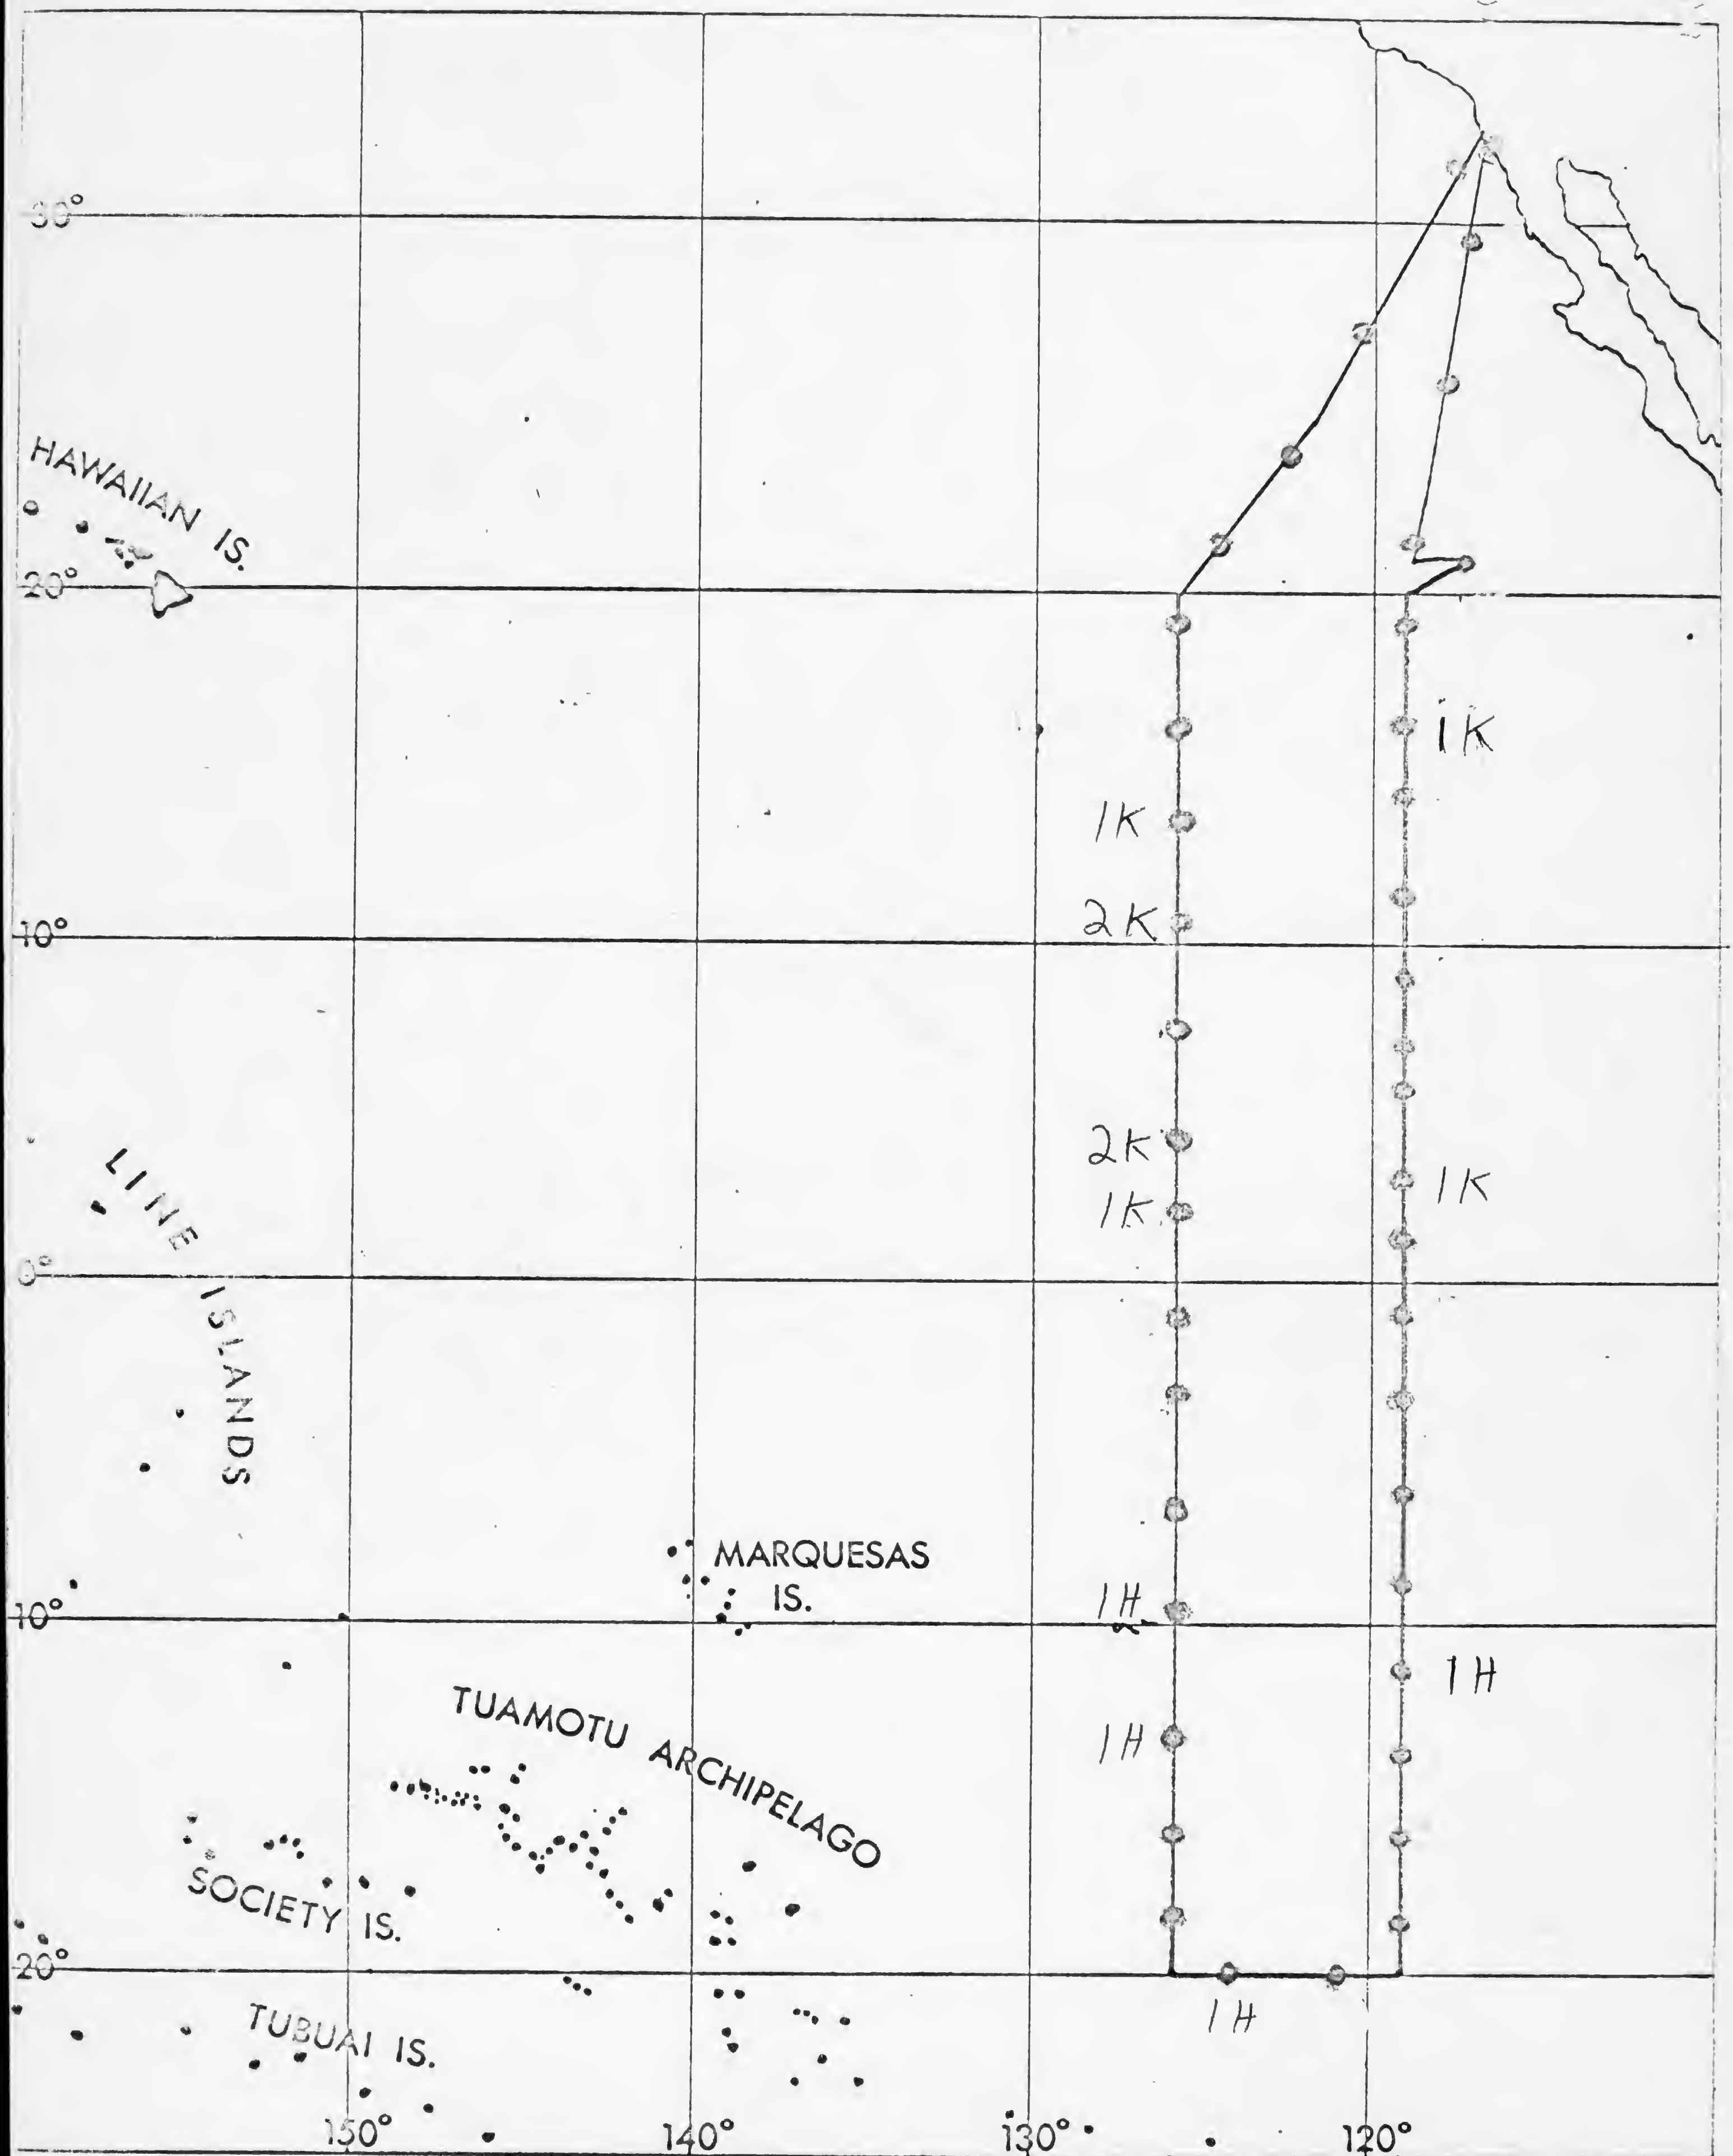 30°
HAWAIIAN IS.
20°
1K
1K
10°
2K
LINE ISLANDS
2K
1K
1K
0°
MARQUESAS
IS.
10°
1H
1H
TUAMOTU ARCHIPELAGO
1H
SOCIETY IS.
20°
1H
TUBUAI IS.
150°
140°
130°
120°